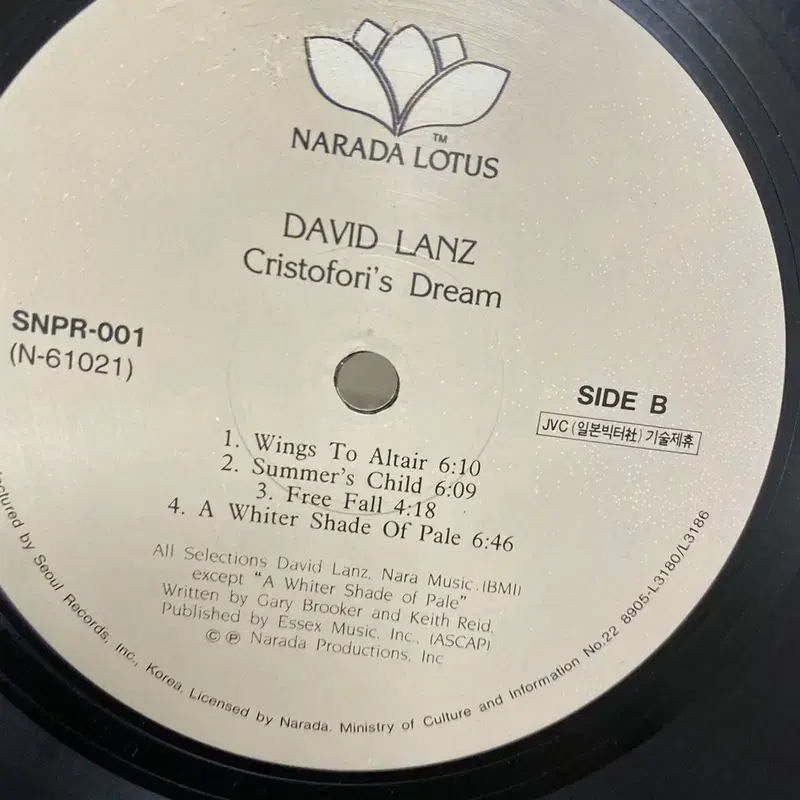 NARADA LOTUS™
DAVID LANZ
Cristofori's Dream
SNPR-001
(N-61021)
SIDE B
JVC (일본빅터社) 기술제휴
1. Wings To Altair 6:10
2. Summer's Child 6:09
3. Free Fall 4:18
4. A Whiter Shade Of Pale 6:46
All Selections David Lanz, Nara Music, (BMI)
except "A Whiter Shade of Pale"
Written by Gary Brooker and Keith Reid,
Published by Essex Music, Inc., (ASCAP)
© ℗ Narada Productions, Inc
by Seoul Records, Inc., Korea. Licensed by Narada. Ministry of Culture and Information No.22 8905-L3180/L3186